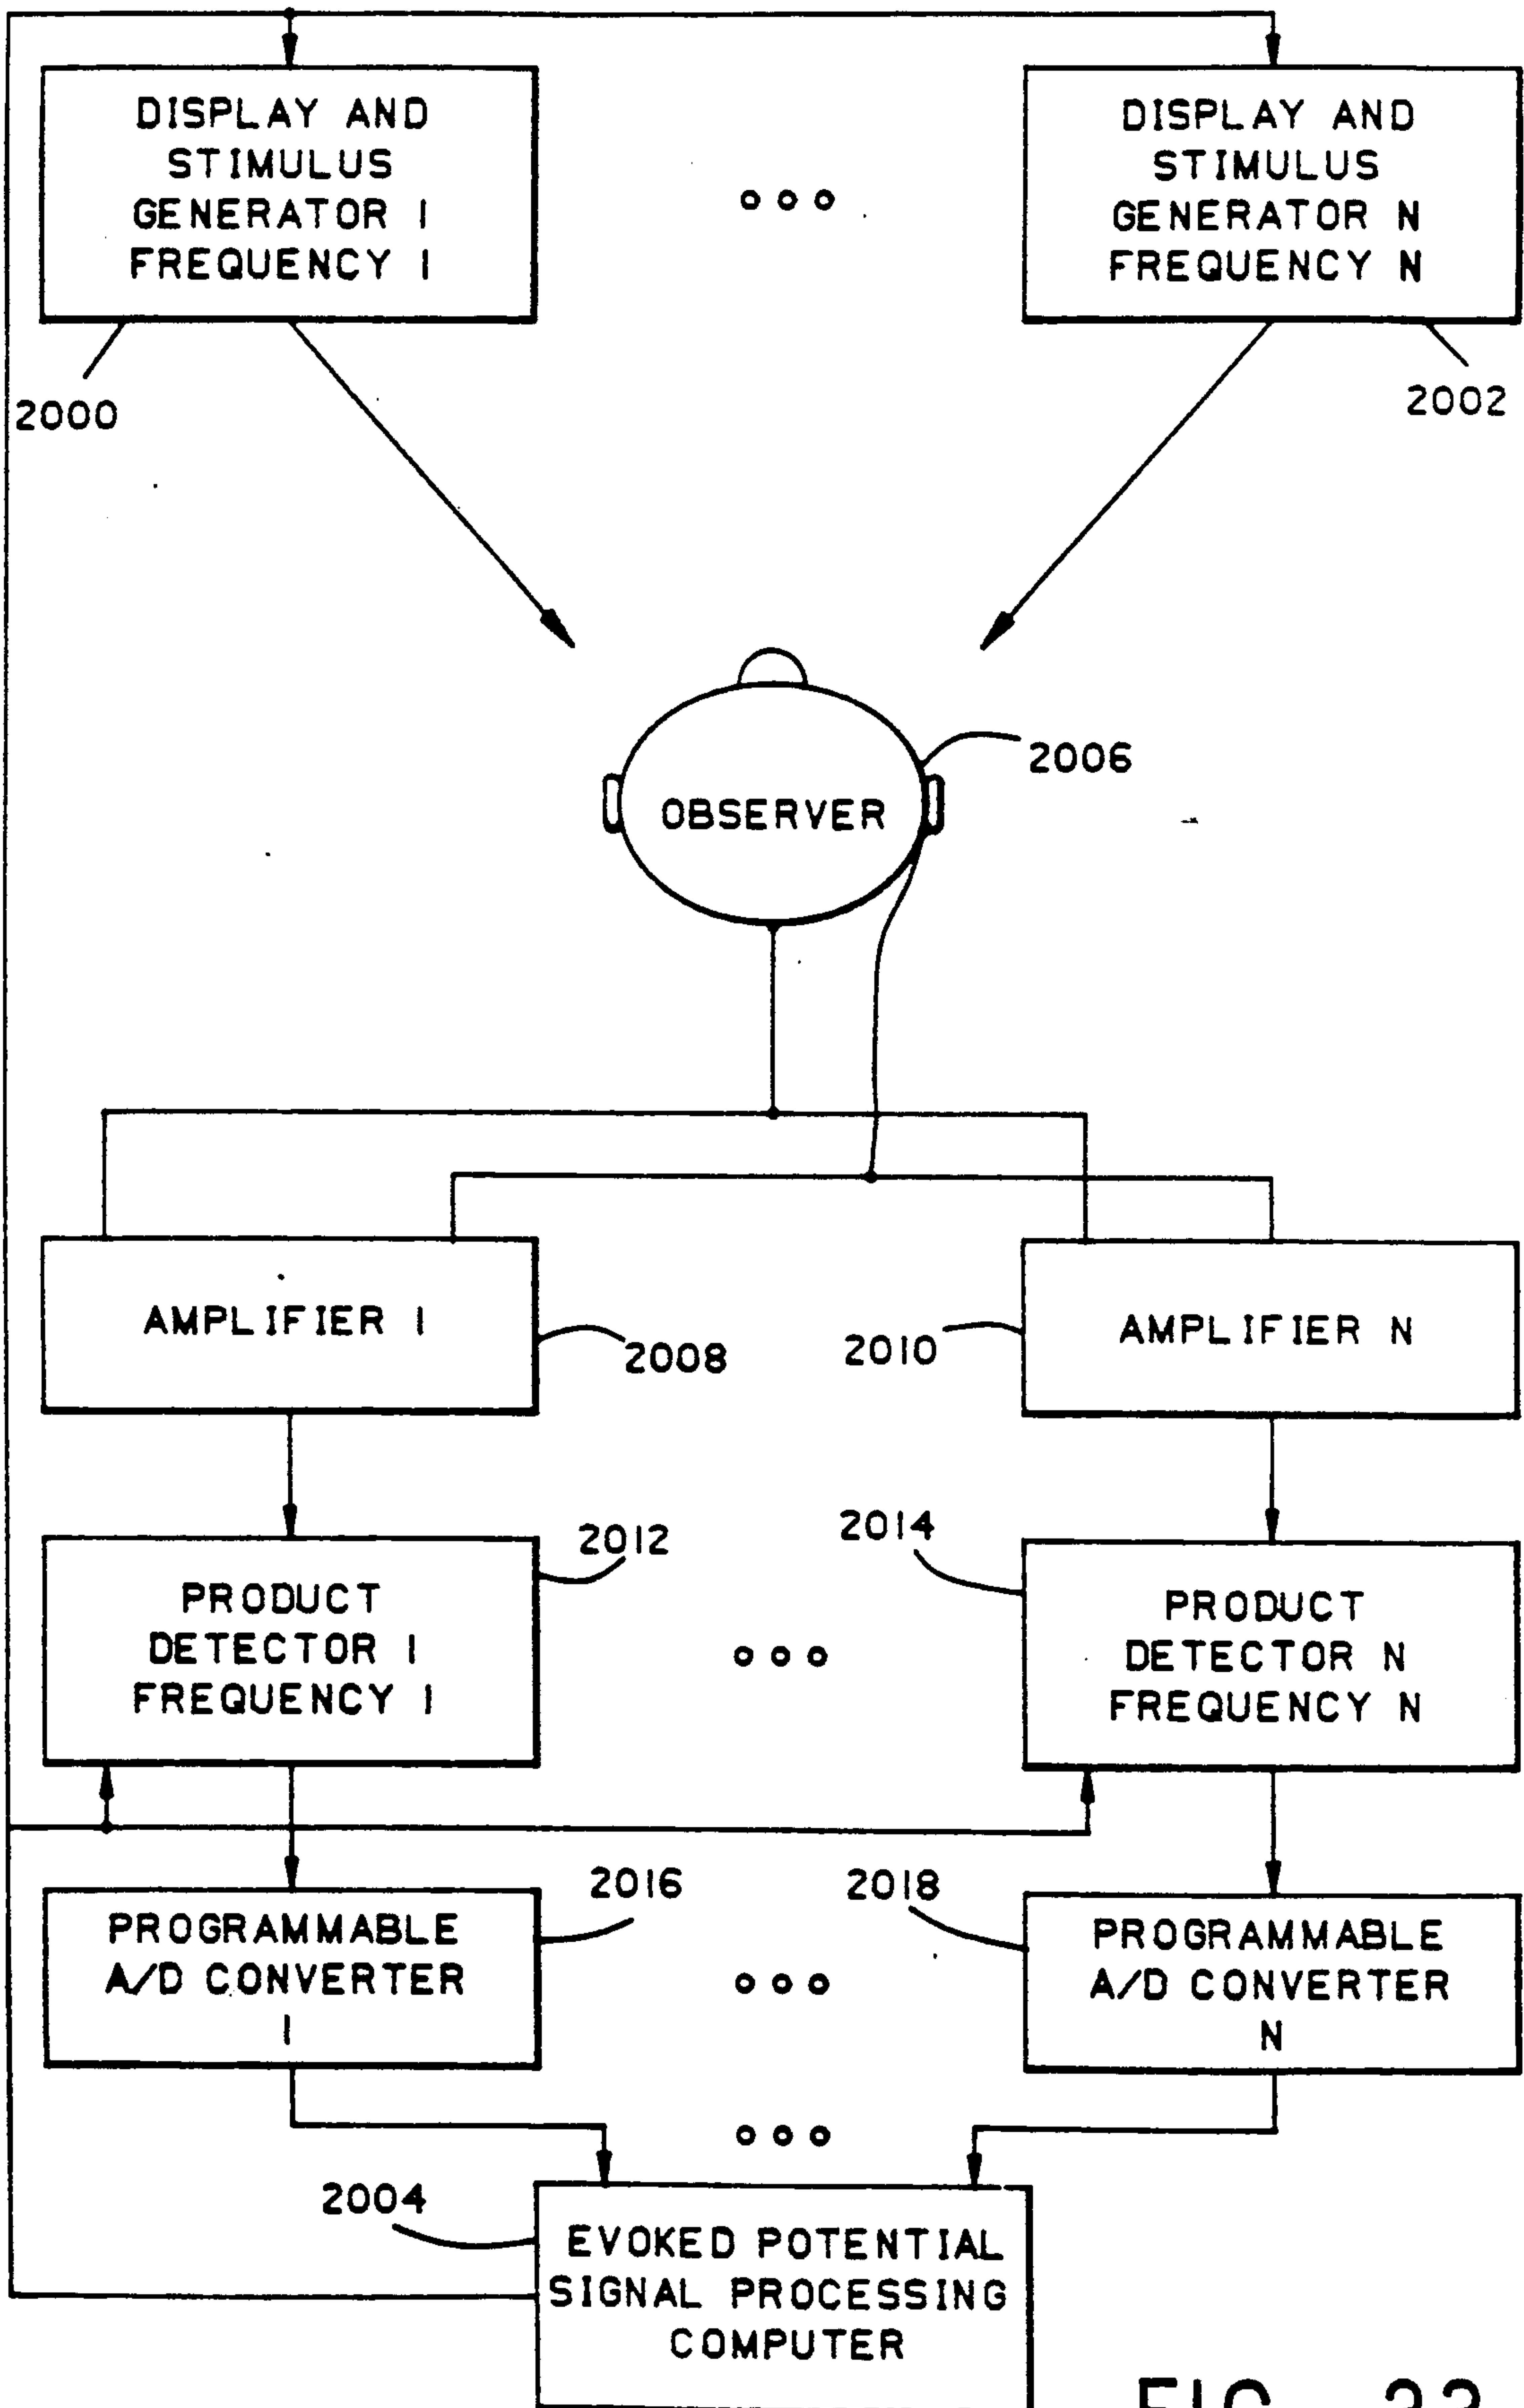 DISPLAY AND
STIMULUS
GENERATOR 1
FREQUENCY 1
DISPLAY AND
STIMULUS
GENERATOR N
FREQUENCY N
2000
2002
2006
OBSERVER
AMPLIFIER 1
2008
2010
AMPLIFIER N
2012
2014
PRODUCT
DETECTOR 1
FREQUENCY 1
PRODUCT
DETECTOR N
FREQUENCY N
2016
2018
PROGRAMMABLE
A/D CONVERTER
1
PROGRAMMABLE
A/D CONVERTER
N
2004
EVOKED POTENTIAL
SIGNAL PROCESSING
COMPUTER
FIG.